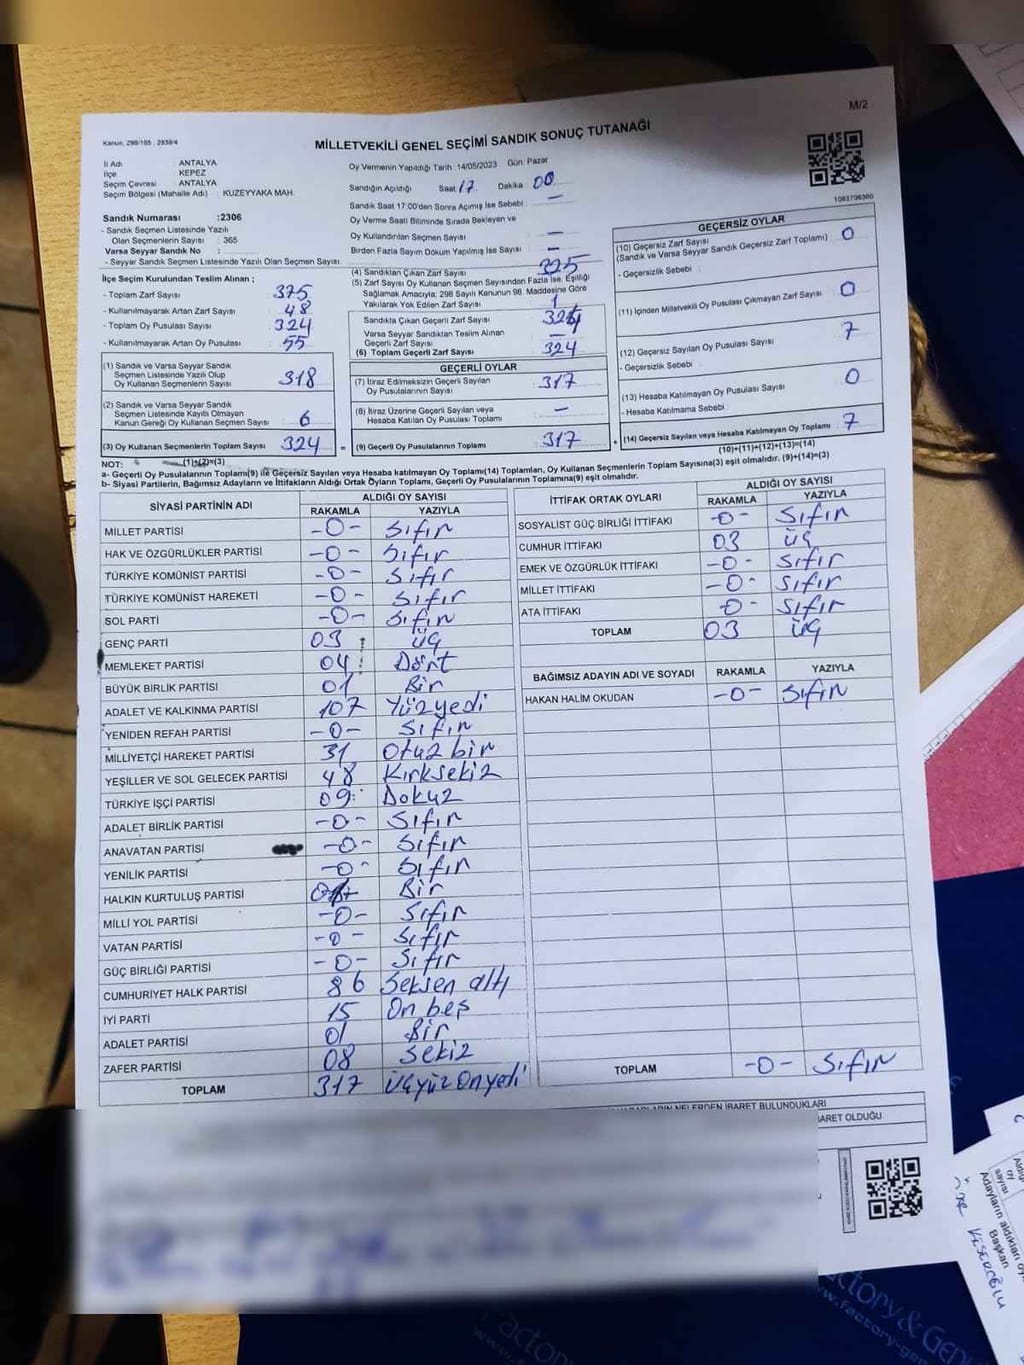 M/2
Kanun. 298/105 , 2839/4
MİLLETVEKİLİ GENEL SEÇİMİ SANDIK SONUÇ TUTANAĞI
İl Adı : ANTALYA
İlçe : KEPEZ
Seçim Çevresi : ANTALYA
Seçim Bölgesi (Mahalle Adı) : KUZEYYAKA MAH.
Oy Vermenin Yapıldığı Tarih :14/05/2023 Gün: Pazar
Sandığın Açıldığı Saat 17 Dakika 00
Sandık Saat 17:00'den Sonra Açılmış İse Sebebi : —
Oy Verme Saati Bitiminde Sırada Bekleyen ve
Oy Kullandırılan Seçmen Sayısı —
Birden Fazla Sayım Döküm Yapılmış İse Sayısı —
Sandık Numarası :2306
- Sandık Seçmen Listesinde Yazılı
Olan Seçmenlerin Sayısı : 365
Varsa Seyyar Sandık No :
- Seyyar Sandık Seçmen Listesinde Yazılı Olan Seçmen Sayısı:
İlçe Seçim Kurulundan Teslim Alınan ;
- Toplam Zarf Sayısı 375
- Kullanılmayarak Artan Zarf Sayısı : 48
- Toplam Oy Pusulası Sayısı : 324
- Kullanılmayarak Artan Oy Pusulası : 55
(1) Sandık ve Varsa Seyyar Sandık
Seçmen Listesinde Yazılı Olup
Oy Kullanan Seçmenlerin Sayısı : 318
(2) Sandık ve Varsa Seyyar Sandık
Seçmen Listesinde Kayıtlı Olmayan
Kanun Gereği Oy Kullanan Seçmen Sayısı : 6
(3) Oy Kullanan Seçmenlerin Toplam Sayısı : 324
(1)+(2)=(3)
(4) Sandıktan Çıkan Zarf Sayısı 325
(5) Zarf Sayısı Oy Kullanan Seçmen Sayısından Fazla ise, Eşitliği
Sağlamak Amacıyla, 298 Sayılı Kanunun 98. Maddesine Göre
Yakılarak Yok Edilen Zarf Sayısı : 1
Sandıkta Çıkan Geçerli Zarf Sayısı : 324
Varsa Seyyar Sandıktan Teslim Alınan
Geçerli Zarf Sayısı : —
(6) Toplam Geçerli Zarf Sayısı : 324
GEÇERLİ OYLAR
(7) İtiraz Edilmeksizin Geçerli Sayılan
Oy Pusulalarının Sayısı : 317
(8) İtiraz Üzerine Geçerli Sayılan veya
Hesaba Katılan Oy Pusulası Toplamı : —
= (9) Geçerli Oy Pusulalarının Toplamı : 317
1081706360
GEÇERSİZ OYLAR
(10) Geçersiz Zarf Sayısı
(Sandık ve Varsa Seyyar Sandık Geçersiz Zarf Toplamı) : 0
- Geçersizlik Sebebi :
(11) İçinden Milletvekili Oy Pusulası Çıkmayan Zarf Sayısı : 0
(12) Geçersiz Sayılan Oy Pusulası Sayısı : 7
- Geçersizlik Sebebi :
(13) Hesaba Katılmayan Oy Pusulası Sayısı : 0
- Hesaba Katılmama Sebebi :
+ (14) Geçersiz Sayılan veya Hesaba Katılmayan Oy Toplamı : 7
(10)+(11)+(12)+(13)=(14)
NOT:
a- Geçerli Oy Pusulalarının Toplamı(9) ile Geçersiz Sayılan veya Hesaba katılmayan Oy Toplamı(14) Toplamları, Oy Kullanan Seçmenlerin Toplam Sayısına(3) eşit olmalıdır. (9)+(14)=(3)
b- Siyasi Partilerin, Bağımsız Adayların ve İttifakların Aldığı Ortak Oyların Toplamı, Geçerli Oy Pusulalarının Toplamına(9) eşit olmalıdır.
SİYASİ PARTİNİN ADI ALDIĞI OY SAYISI
RAKAMLA YAZIYLA
MİLLET PARTİSİ -0- Sıfır
HAK VE ÖZGÜRLÜKLER PARTİSİ -0- Sıfır
TÜRKİYE KOMÜNİST PARTİSİ -0- Sıfır
TÜRKİYE KOMÜNİST HAREKETİ -0- Sıfır
SOL PARTİ -0- Sıfır
GENÇ PARTİ 03 üç
MEMLEKET PARTİSİ 04 Dört
BÜYÜK BİRLİK PARTİSİ 01 Bir
ADALET VE KALKINMA PARTİSİ 107 Yüzyedi
YENİDEN REFAH PARTİSİ -0- Sıfır
MİLLİYETÇİ HAREKET PARTİSİ 31 Otuz bir
YEŞİLLER VE SOL GELECEK PARTİSİ 48 Kırksekiz
TÜRKİYE İŞÇİ PARTİSİ 09 Dokuz
ADALET BİRLİK PARTİSİ -0- Sıfır
ANAVATAN PARTİSİ -0- Sıfır
YENİLİK PARTİSİ -0- Sıfır
HALKIN KURTULUŞ PARTİSİ 01 Bir
MİLLİ YOL PARTİSİ -0- Sıfır
VATAN PARTİSİ -0- Sıfır
GÜÇ BİRLİĞİ PARTİSİ -0- Sıfır
CUMHURİYET HALK PARTİSİ 86 Seksen altı
İYİ PARTİ 15 On beş
ADALET PARTİSİ 01 Bir
ZAFER PARTİSİ 08 Sekiz
TOPLAM 317 üçyüz Onyedi
İTTİFAK ORTAK OYLARI ALDIĞI OY SAYISI
RAKAMLA YAZIYLA
SOSYALİST GÜÇ BİRLİĞİ İTTİFAKI -0- Sıfır
CUMHUR İTTİFAKI 03 üç
EMEK VE ÖZGÜRLÜK İTTİFAKI -0- Sıfır
MİLLET İTTİFAKI -0- Sıfır
ATA İTTİFAKI -0- Sıfır
TOPLAM 03 üç
BAĞIMSIZ ADAYIN ADI VE SOYADI RAKAMLA YAZIYLA
HAKAN HALİM OKUDAN -0- Sıfır
TOPLAM -0- Sıfır
NELERDEN İBARET BULUNDUKLARI
BARET OLDUĞU
Adayların aldıkları oy
Başkan
Factory & Gen
www.factory-gen